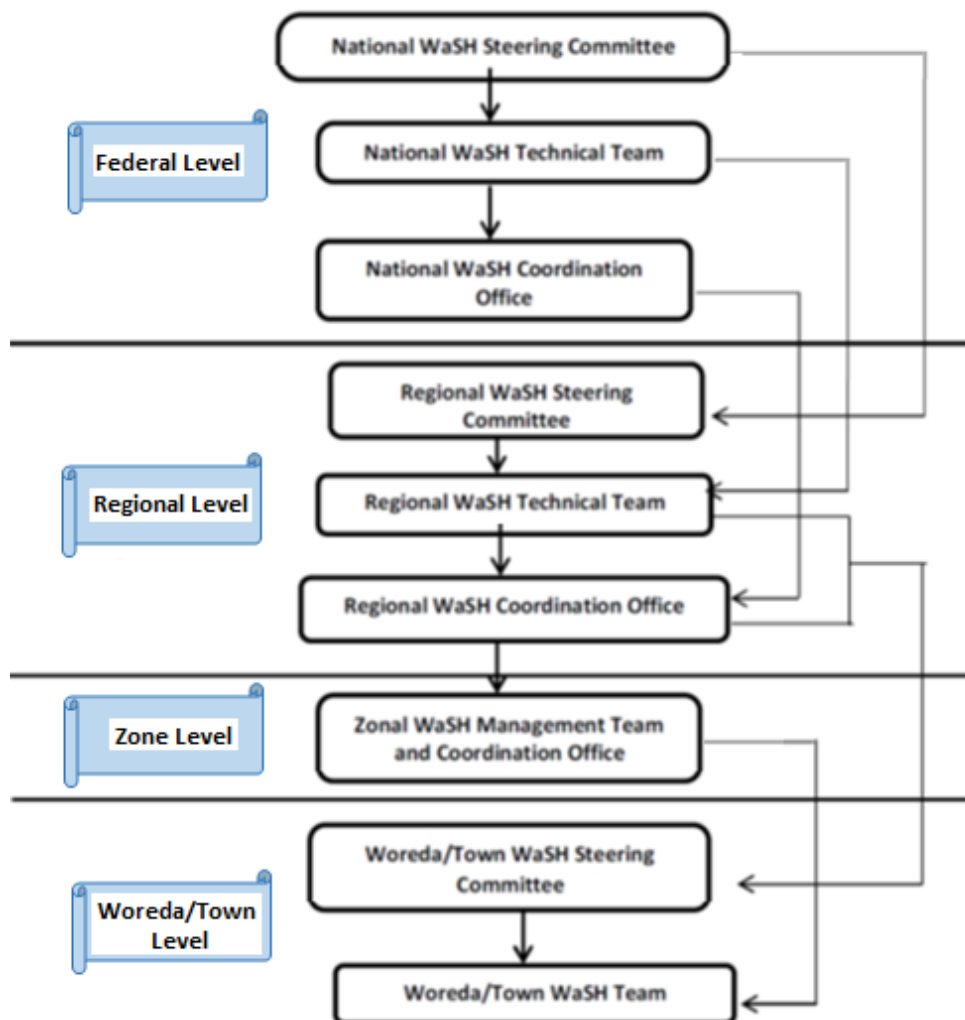 National WaSH Steering Committee
Federal Level
National WaSH Technical Team
National WaSH Coordination
Office
Regional WaSH Steering
Committee
Regional Level
Regional WaSH Technical Team
Regional WaSH Coordination Office
Zone Level
Zonal WaSH Management Team
and Coordination Office
Woreda/Town WaSH Steering
Committee
Woreda/Town
Level
Woreda/Town WaSH Team